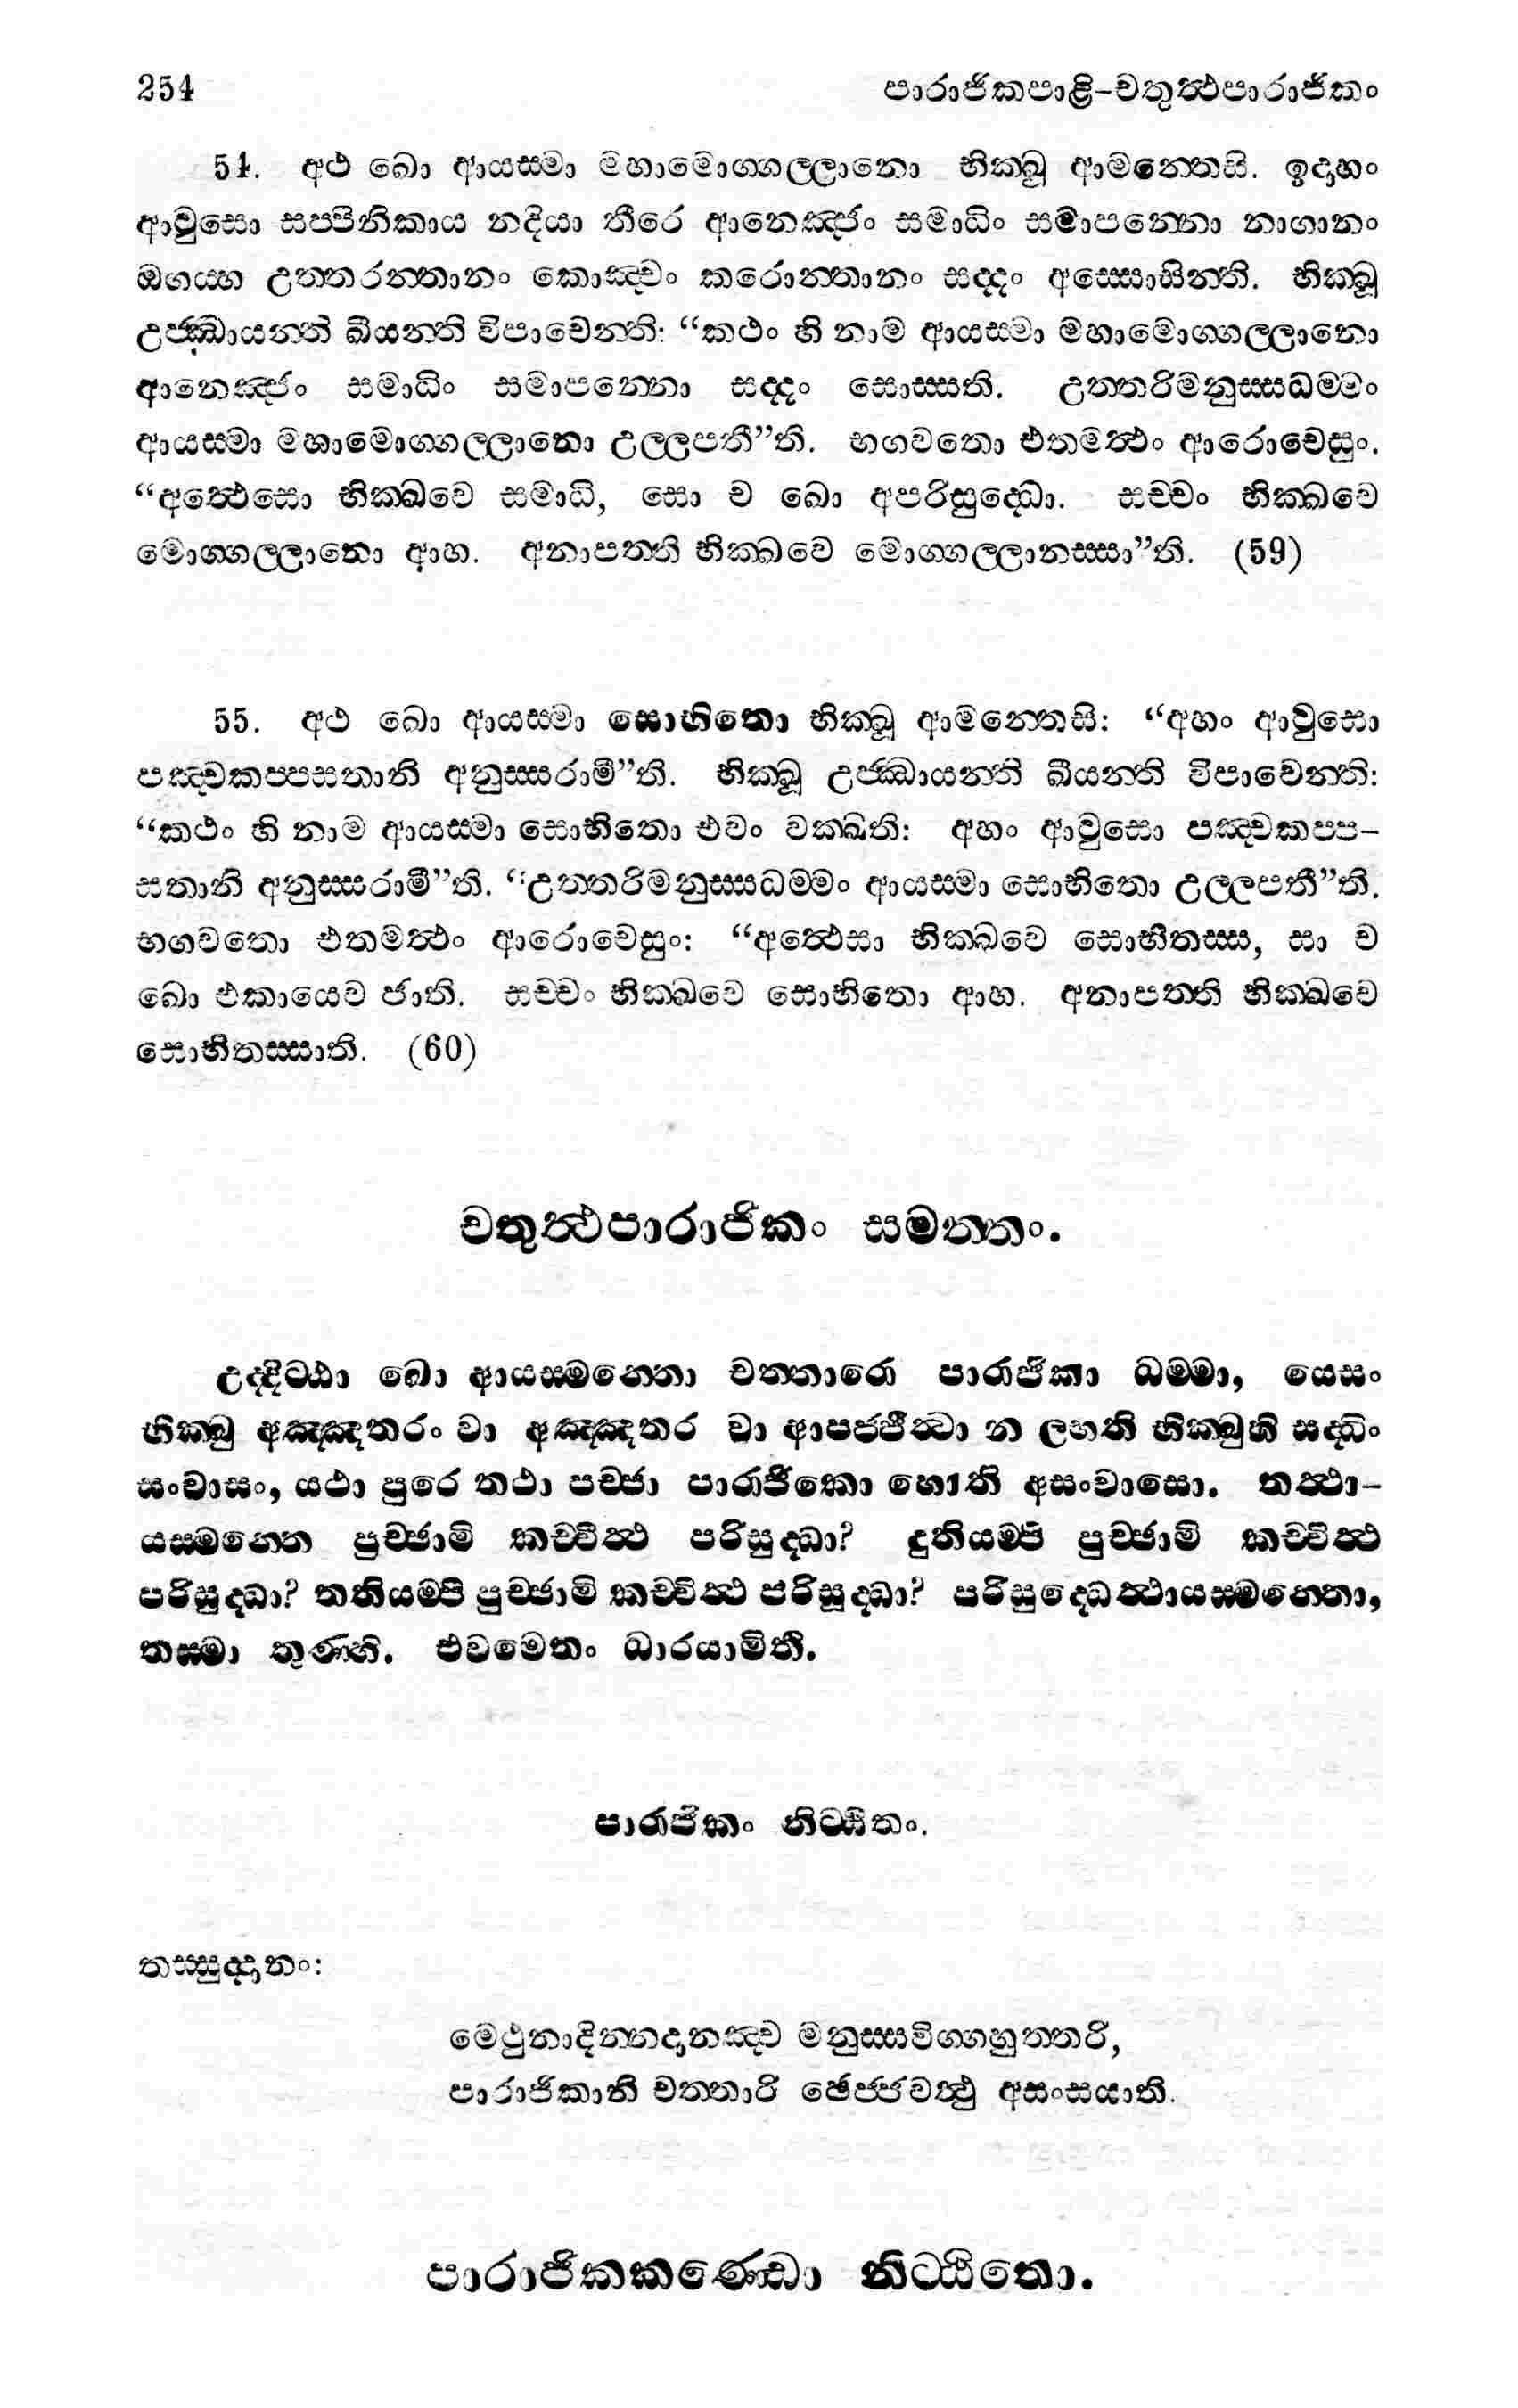 254 පාරාජිකපාළි-චතුත්‍ථපාරාජිකං
54. අථ ඛො ආයස්මා මහාමොග්ගල්ලානො භික්ඛූ ආමන්තෙසි. ඉදාහං
ආවුසො සප්පිනිකාය නදියා තීරෙ ආනෙඤ්ජං සමාධිං සමාපන්නො නාගානං
ඔගය්හ උත්තරන්තානං කොඤ්චං කරොන්තානං සද්දං අස්සොසින්ති. භික්ඛූ
උජ්ඣායන්ති ඛීයන්ති විපාචෙන්ති: “කථං හි නාම ආයස්මා මහාමොග්ගල්ලානො
ආනෙඤ්ජං සමාධිං සමාපන්නො සද්දං සොස්සති. උත්තරිමනුස්සධම්මං
ආයස්මා මහාමොග්ගල්ලානො උල්ලපතී”ති. භගවතො එතමත්‍ථං ආරොචෙසුං.
“අත්‍ථෙසො භික්ඛවෙ සමාධි, සො ච ඛො අපරිසුද්ධො. සච්චං භික්ඛවෙ
මොග්ගල්ලානො ආහ. අනාපත්ති භික්ඛවෙ මොග්ගල්ලානස්සා”ති. (59)
55. අථ ඛො ආයස්මා සොභිතො භික්ඛූ ආමන්තෙසි: “අහං ආවුසො
පඤ්චකප්පසතානි අනුස්සරාමී”ති. භික්ඛූ උජ්ඣායන්ති ඛීයන්ති විපාචෙන්ති:
“කථං හි නාම ආයස්මා සොභිතො එවං වක්ඛති: අහං ආවුසො පඤ්චකප්ප-
සතානි අනුස්සරාමී”ති. “උත්තරිමනුස්සධම්මං ආයස්මා සොභිතො උල්ලපතී”ති.
භගවතො එතමත්‍ථං ආරොචෙසුං: “අත්‍ථෙසා භික්ඛවෙ සොභිතස්ස, සා ච
ඛො එකායෙව ජාති. සච්චං භික්ඛවෙ සොභිතො ආහ. අනාපත්ති භික්ඛවෙ
සොභිතස්සාති. (60)
චතුත්‍ථපාරාජිකං සමත්තං.
උද්දිට්ඨා ඛො ආයස්මන්තො චත්තාරො පාරාජිකා ධම්මා, යෙසං
භික්ඛු අඤ්ඤතරං වා අඤ්ඤතරං වා ආපජ්ජිත්‍වා න ලභති භික්ඛුහි සද්ධිං
සංවාසං, යථා පුරෙ තථා පච්ඡා පාරාජිකො හොති අසංවාසො. තත්‍ථා-
යස්මන්තෙ පුච්ඡාමි කච්චිත්‍ථ පරිසුද්ධා? දුතියම්පි පුච්ඡාමි කච්චිත්‍ථ
පරිසුද්ධා? තතියම්පි පුච්ඡාමි කච්චිත්‍ථ පරිසුද්ධා? පරිසුද්ධෙත්‍ථායස්මන්තො,
තස්මා තුණ්හි. එවමෙතං ධාරයාමිති.
පාරාජිකං නිට්ඨිතං.
තස්සුද්දානං:
මෙථුනාදින්නාදානඤ්ච මනුස්සවිග්ගහුත්තරි,
පාරාජිකානි චත්තාරි ඡෙජ්ජවත්‍ථු අසංසයාති.
පාරාජිකකණ්ඩො නිට්ඨිතො.